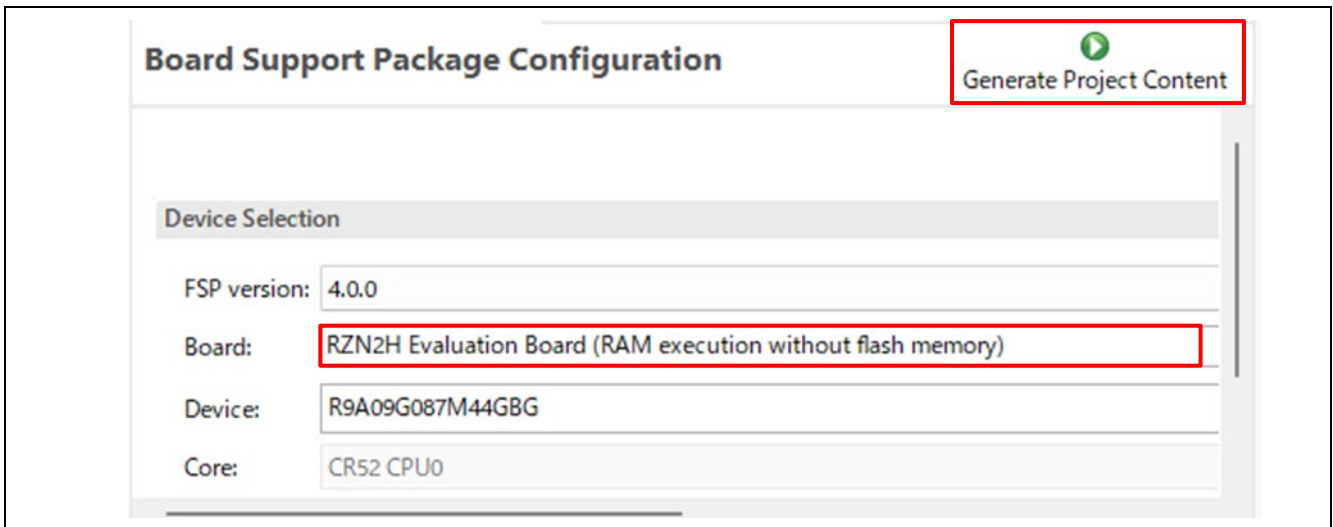 Board Support Package Configuration
Generate Project Content
Device Selection
FSP version: 4.0.0
Board: RZN2H Evaluation Board (RAM execution without flash memory)
Device: R9A09G087M44GBG
Core: CR52 CPU0